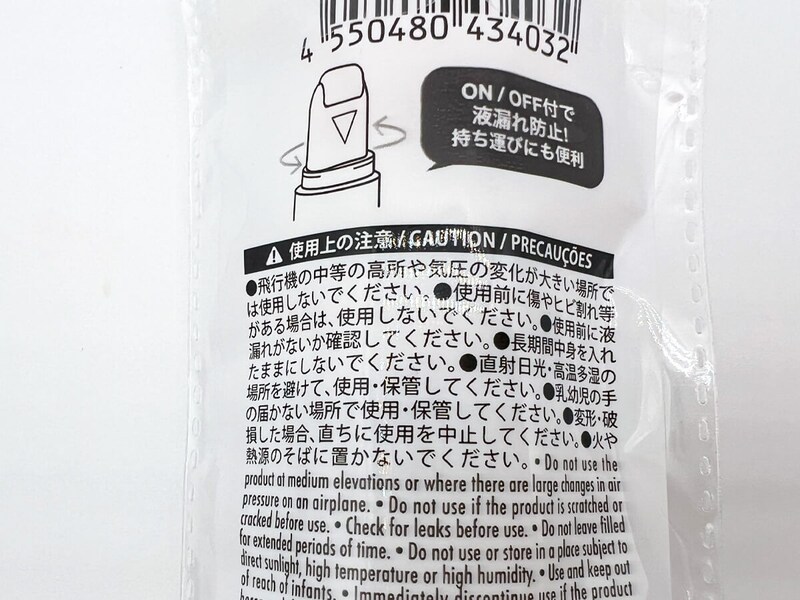 4 550480 434032
ON / OFF付で
液漏れ防止!
持ち運びにも便利
使用上の注意 / CAUTION / PRECAUÇÕES
●飛行機の中等の高所や気圧の変化が大きい場所で
は使用しないでください。●使用前に傷やヒビ割れ等
がある場合は、使用しないでください。●使用前に液
漏れがないか確認してください。●長期間中身を入れ
たままにしないでください。●直射日光・高温多湿の
場所を避けて、使用・保管してください。●乳幼児の手
の届かない場所で使用・保管してください。●変形・破
損した場合、直ちに使用を中止してください。●火や
熱源のそばに置かないでください。• Do not use the
product at medium elevations or where there are large changes in air
pressure on an airplane. • Do not use if the product is scratched or
cracked before use. • Check for leaks before use. • Do not leave filled
for extended periods of time. • Do not use or store in a place subject to
direct sunlight, high temperature or high humidity. • Use and keep out
of reach of infants. • Immediately discontinue use if the product